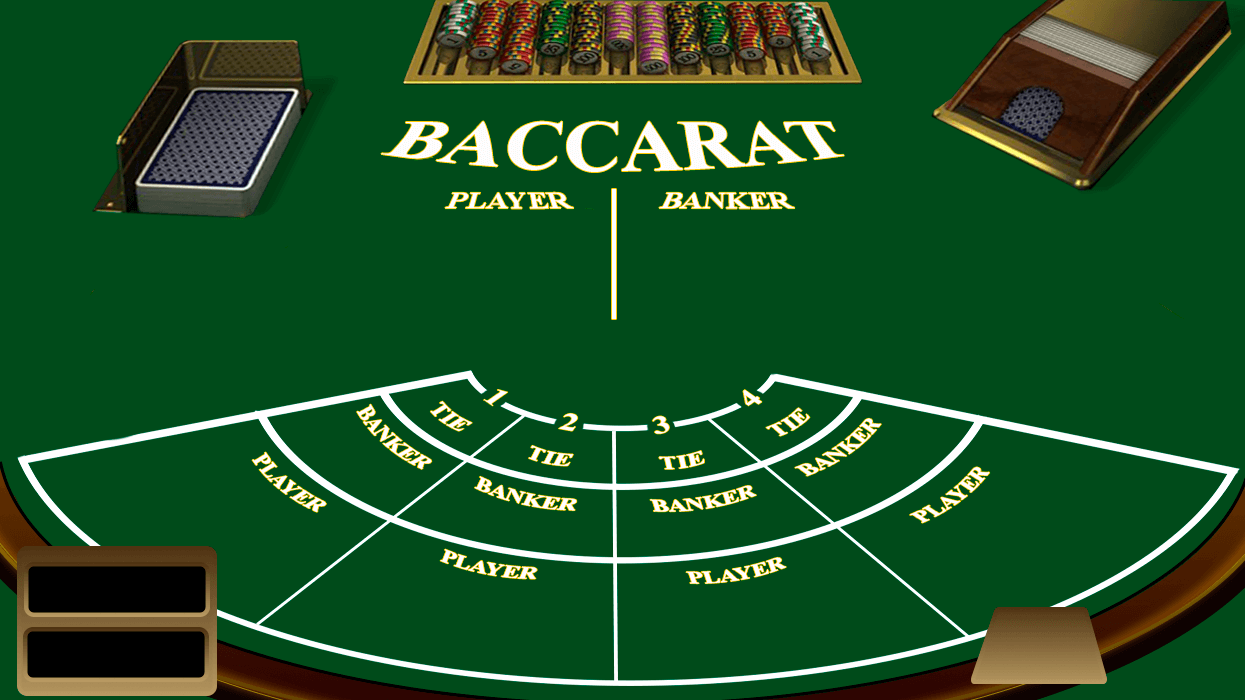 BACCARAT
PLAYER BANKER
1 2 3 4
TIE TIE TIE TIE
BANKER BANKER BANKER BANKER
PLAYER PLAYER PLAYER PLAYER